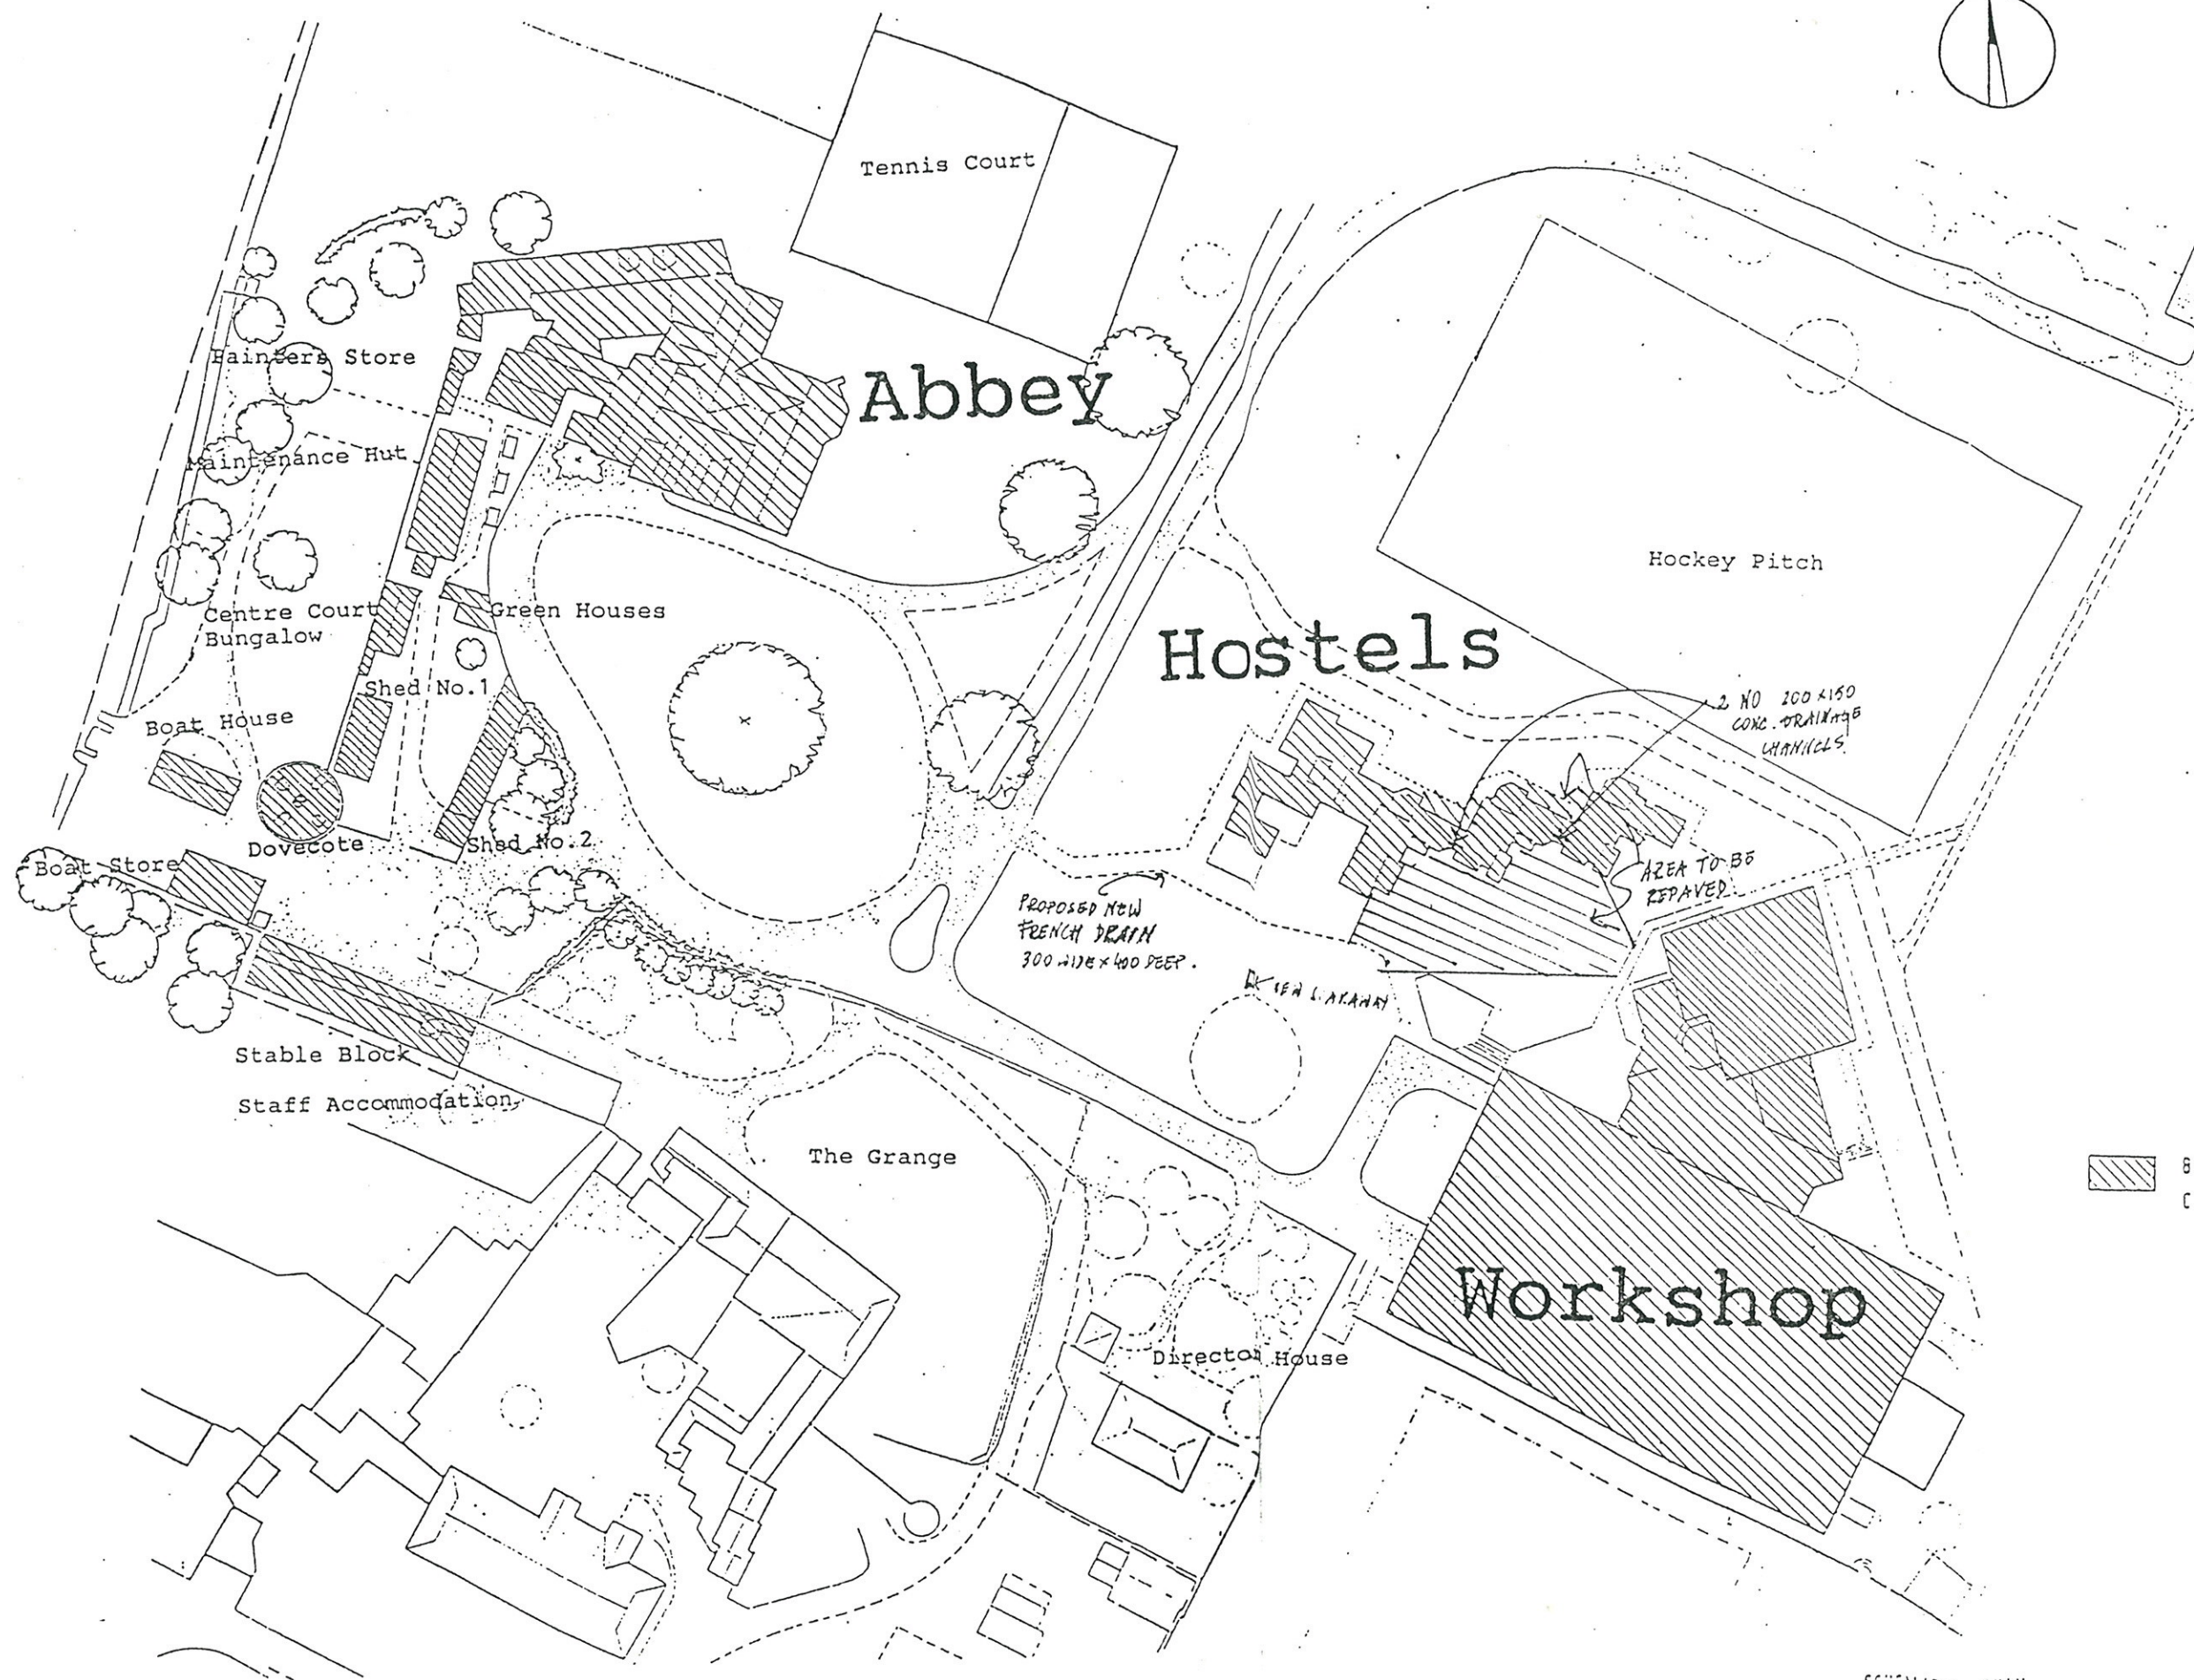 Tennis Court
Painters Store
Abbey
Maintenance Hut
Hockey Pitch
Centre Court
Bungalow
Green Houses
Hostels
Shed No.1
2 NO 200 x 150
CONC. DRAINAGE
CHANNELS.
Boat House
Dovecote
Shed No.2
Boat Store
AREA TO BE
REPAVED.
PROPOSED NEW
FRENCH DRAIN
300 WIDE x 400 DEEP.
Stable Block
Staff Accommodation
The Grange
Workshop
Director House